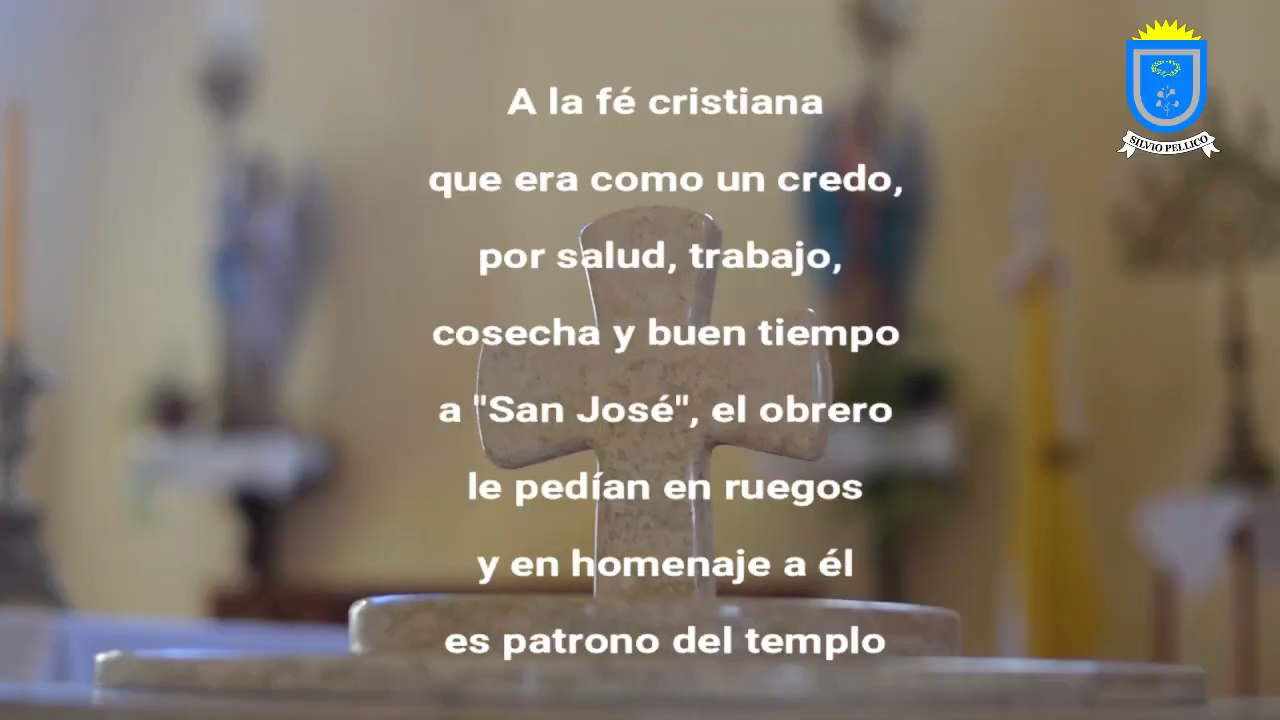 SILVIO PELLICO
A la fé cristiana
que era como un credo,
por salud, trabajo,
cosecha y buen tiempo
a "San José", el obrero
le pedían en ruegos
y en homenaje a él
es patrono del templo